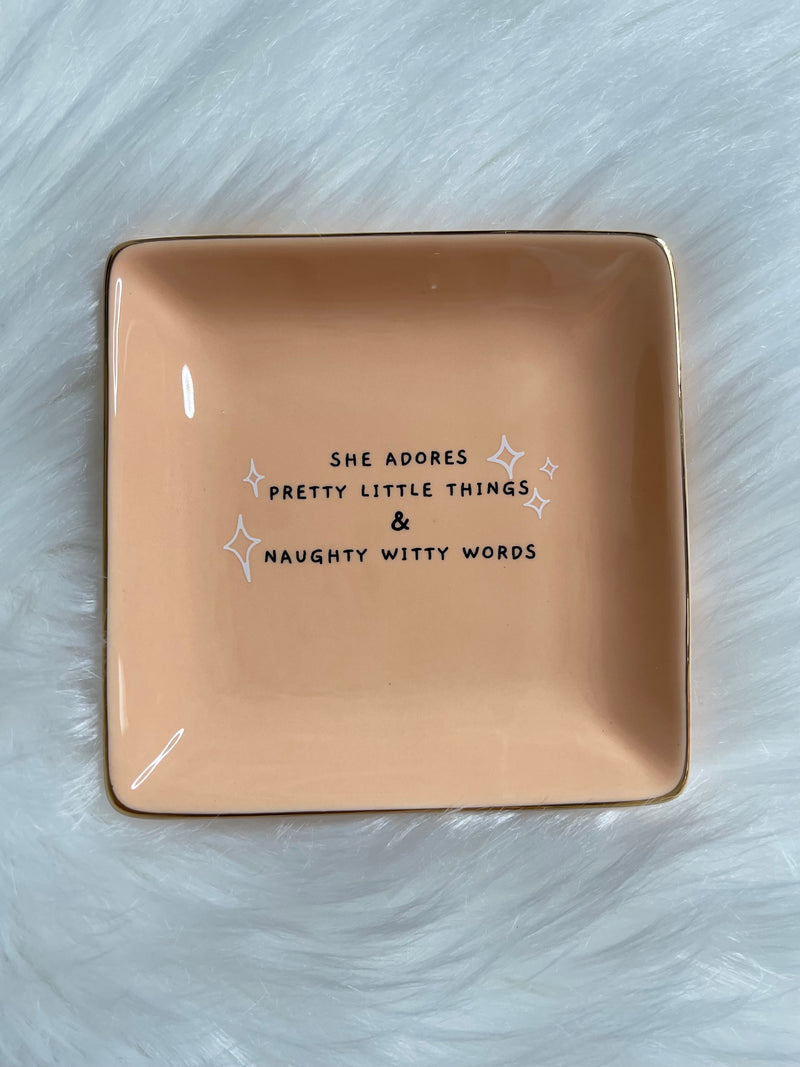 SHE ADORES
PRETTY LITTLE THINGS
&
NAUGHTY WITTY WORDS